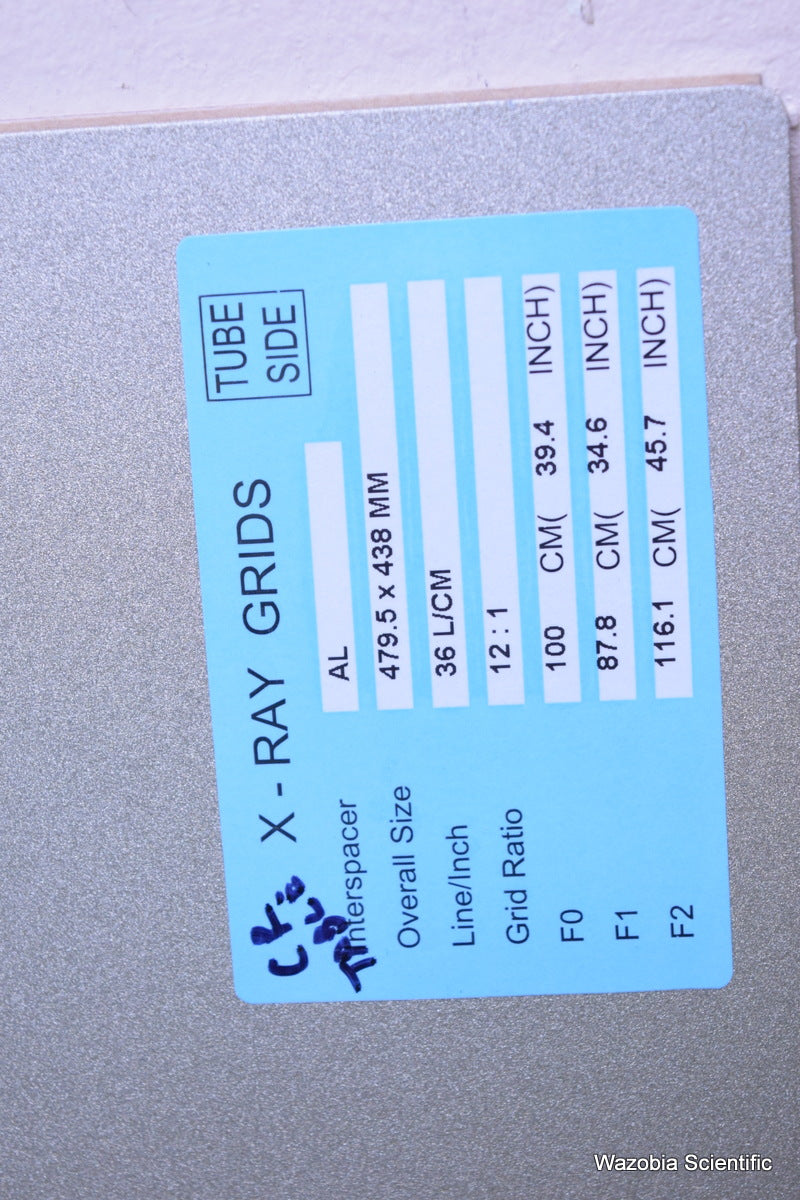 X - RAY GRIDS
TUBE
SIDE
Interspacer AL
Overall Size 479.5 x 438 MM
Line/Inch 36 L/CM
Grid Ratio 12 : 1
F0 100 CM( 39.4 INCH)
F1 87.8 CM( 34.6 INCH)
F2 116.1 CM( 45.7 INCH)
Wazobia Scientific